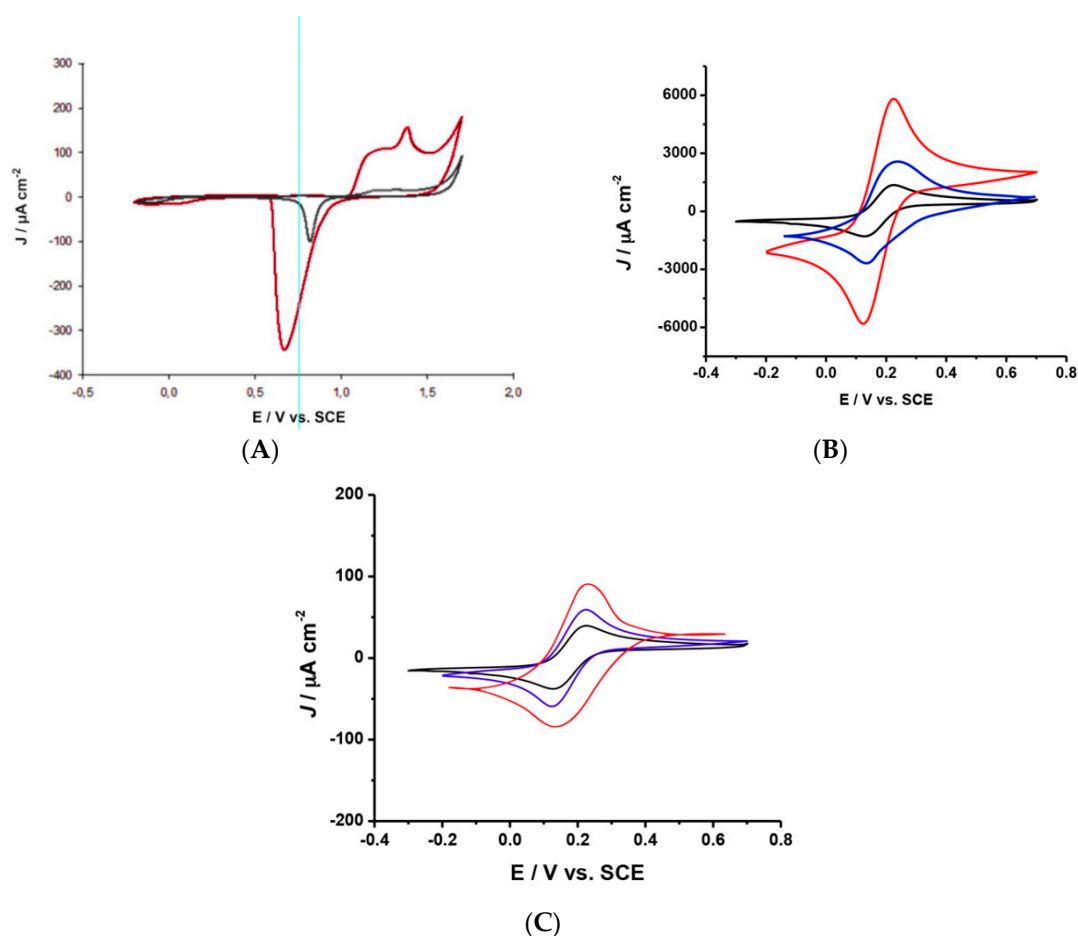 300
200
100
0
-100
-200
-300
-400
-0,5 0,0 0,5 1,0 1,5 2,0
J / µA cm⁻²
E / V vs. SCE
(A)
6000
3000
0
-3000
-6000
-0.4 -0.2 0.0 0.2 0.4 0.6 0.8
J / µA cm⁻²
E / V vs. SCE
(B)
200
100
0
-100
-200
-0.4 -0.2 0.0 0.2 0.4 0.6 0.8
J / µA cm⁻²
E / V vs. SCE
(C)